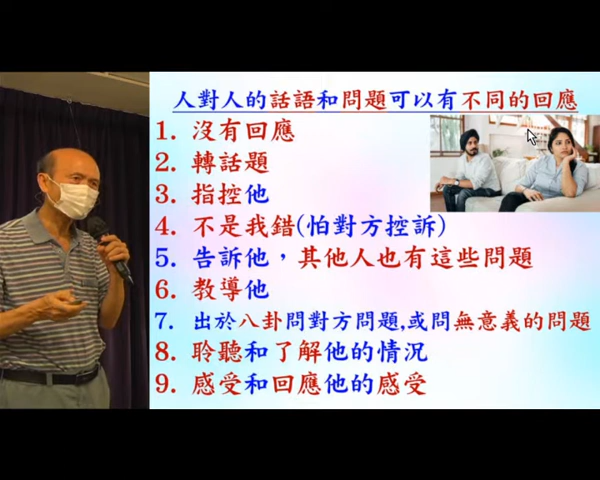 人對人的話語和問題可以有不同的回應
1. 沒有回應
2. 轉話題
3. 指控他
4. 不是我錯(怕對方控訴)
5. 告訴他，其他人也有這些問題
6. 教導他
7. 出於八卦問對方問題,或問無意義的問題
8. 聆聽和了解他的情況
9. 感受和回應他的感受